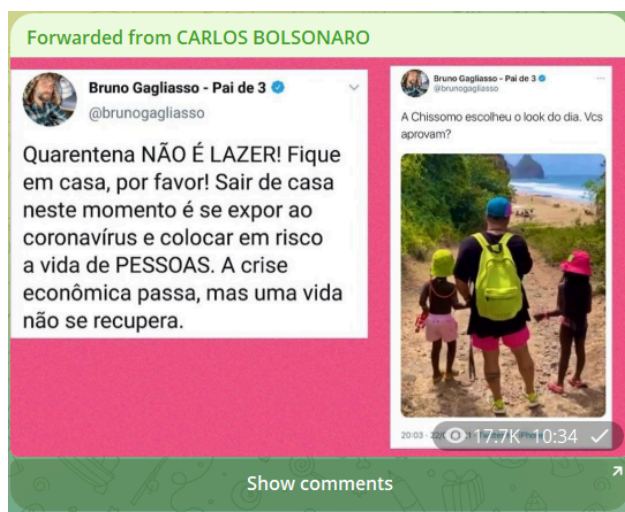 Forwarded from CARLOS BOLSONARO
Bruno Gagliasso - Pai de 3
@brunogagliasso
Quarentena NÃO É LAZER! Fique
em casa, por favor! Sair de casa
neste momento é se expor ao
coronavírus e colocar em risco
a vida de PESSOAS. A crise
econômica passa, mas uma vida
não se recupera.
Bruno Gagliasso - Pai de 3
@brunogagliasso
A Chissomo escolheu o look do dia. Vcs
aprovam?
20:03
17.7K 10:34
Show comments